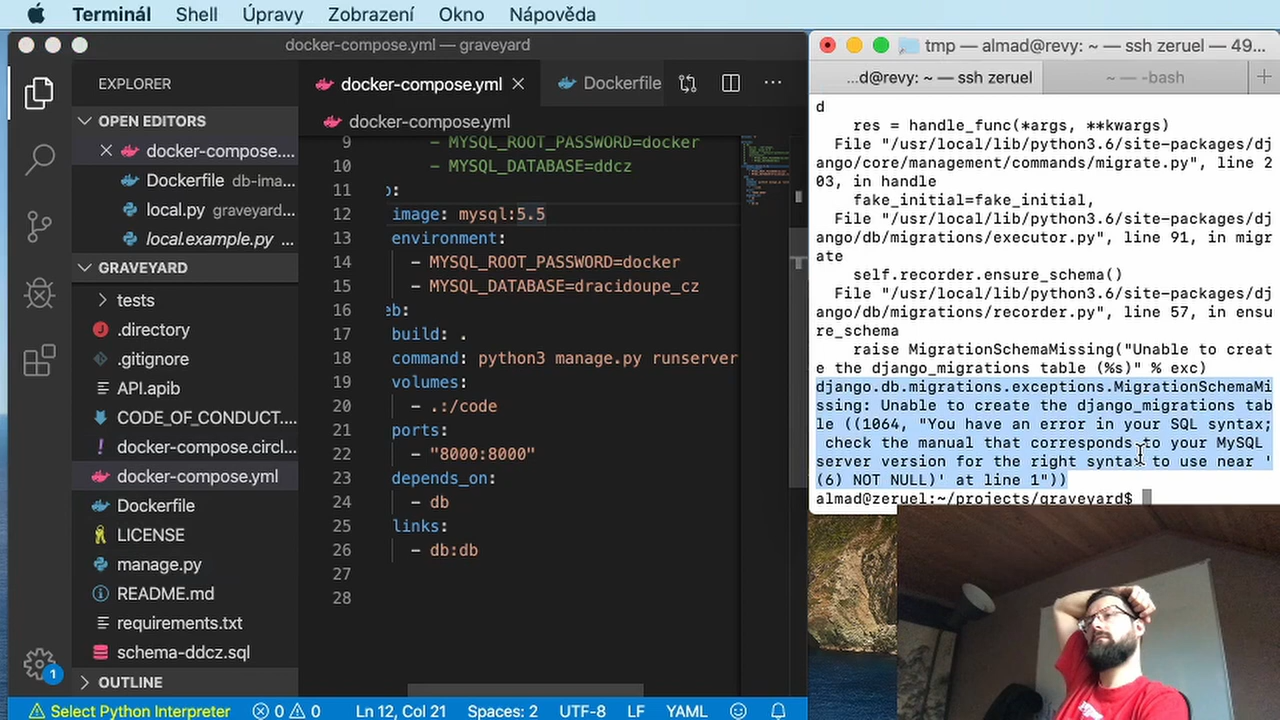 Terminál Shell Úpravy Zobrazení Okno Nápověda
docker-compose.yml — graveyard
EXPLORER
OPEN EDITORS
docker-compose....
Dockerfile db-ima...
local.py graveyard...
local.example.py ...
GRAVEYARD
tests
.directory
.gitignore
API.apib
CODE_OF_CONDUCT....
docker-compose.circl...
docker-compose.yml
Dockerfile
LICENSE
manage.py
README.md
requirements.txt
schema-ddcz.sql
OUTLINE
1
docker-compose.yml
Dockerfile
docker-compose.yml
9 - MYSQL_ROOT_PASSWORD=docker
10 - MYSQL_DATABASE=ddcz
11 :
12 image: mysql:5.5
13 environment:
14 - MYSQL_ROOT_PASSWORD=docker
15 - MYSQL_DATABASE=dracidoupe_cz
16 eb:
17 build: .
18 command: python3 manage.py runserver
19 volumes:
20 - .:/code
21 ports:
22 - "8000:8000"
23 depends_on:
24 - db
25 links:
26 - db:db
27
28
Select Python Interpreter 0 0 Ln 12, Col 21 Spaces: 2 UTF-8 LF YAML
tmp — almad@revy: ~ — ssh zeruel — 49...
...d@revy: ~ — ssh zeruel ~ — -bash
d
res = handle_func(*args, **kwargs)
File "/usr/local/lib/python3.6/site-packages/dj
ango/core/management/commands/migrate.py", line 2
03, in handle
fake_initial=fake_initial,
File "/usr/local/lib/python3.6/site-packages/dj
ango/db/migrations/executor.py", line 91, in migr
ate
self.recorder.ensure_schema()
File "/usr/local/lib/python3.6/site-packages/dj
ango/db/migrations/recorder.py", line 57, in ensu
re_schema
raise MigrationSchemaMissing("Unable to creat
e the django_migrations table (%s)" % exc)
django.db.migrations.exceptions.MigrationSchemaMi
ssing: Unable to create the django_migrations tab
le ((1064, "You have an error in your SQL syntax;
check the manual that corresponds to your MySQL
server version for the right syntax to use near '
(6) NOT NULL)' at line 1"))
almad@zeruel:~/projects/graveyard$